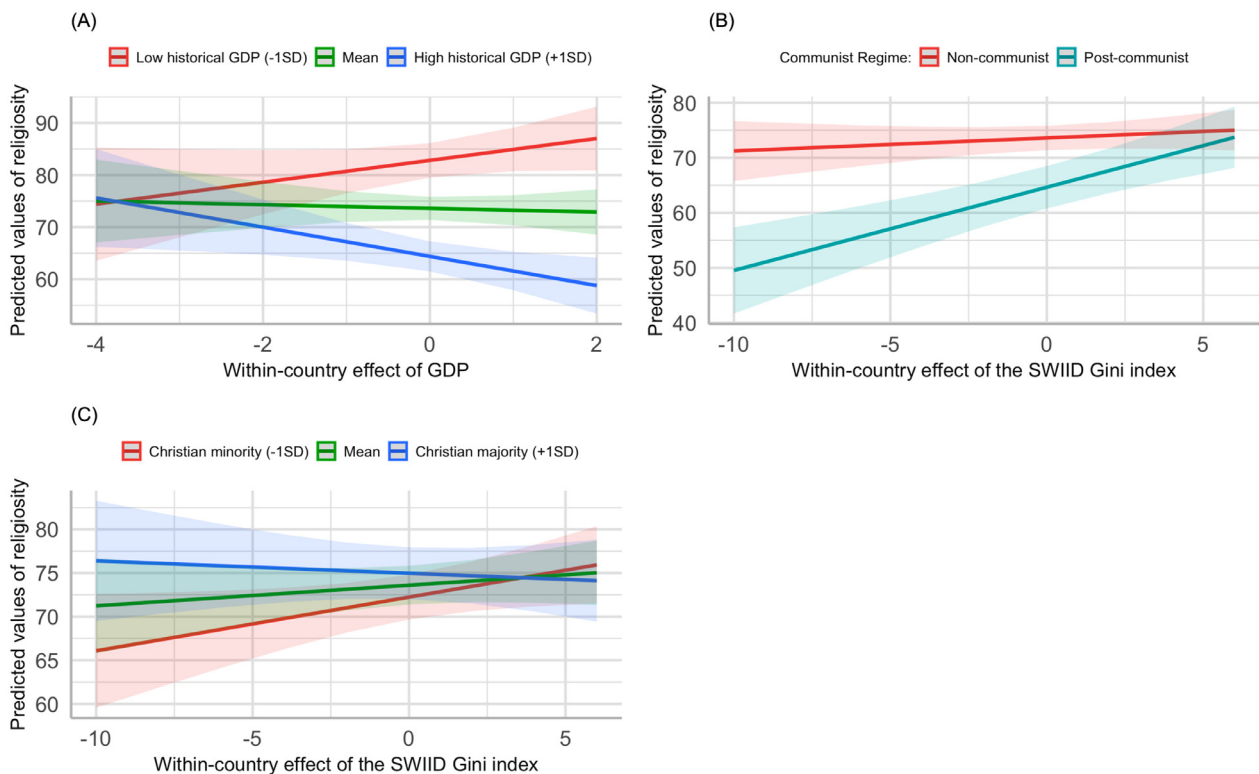 (A)
Low historical GDP (-1SD) Mean High historical GDP (+1SD)
Predicted values of religiosity
90
80
70
60
-4 -2 0 2
Within-country effect of GDP
(B)
Communist Regime: Non-communist Post-communist
Predicted values of religiosity
80
70
60
50
40
-10 -5 0 5
Within-country effect of the SWIID Gini index
(C)
Christian minority (-1SD) Mean Christian majority (+1SD)
Predicted values of religiosity
80
75
70
65
60
-10 -5 0 5
Within-country effect of the SWIID Gini index